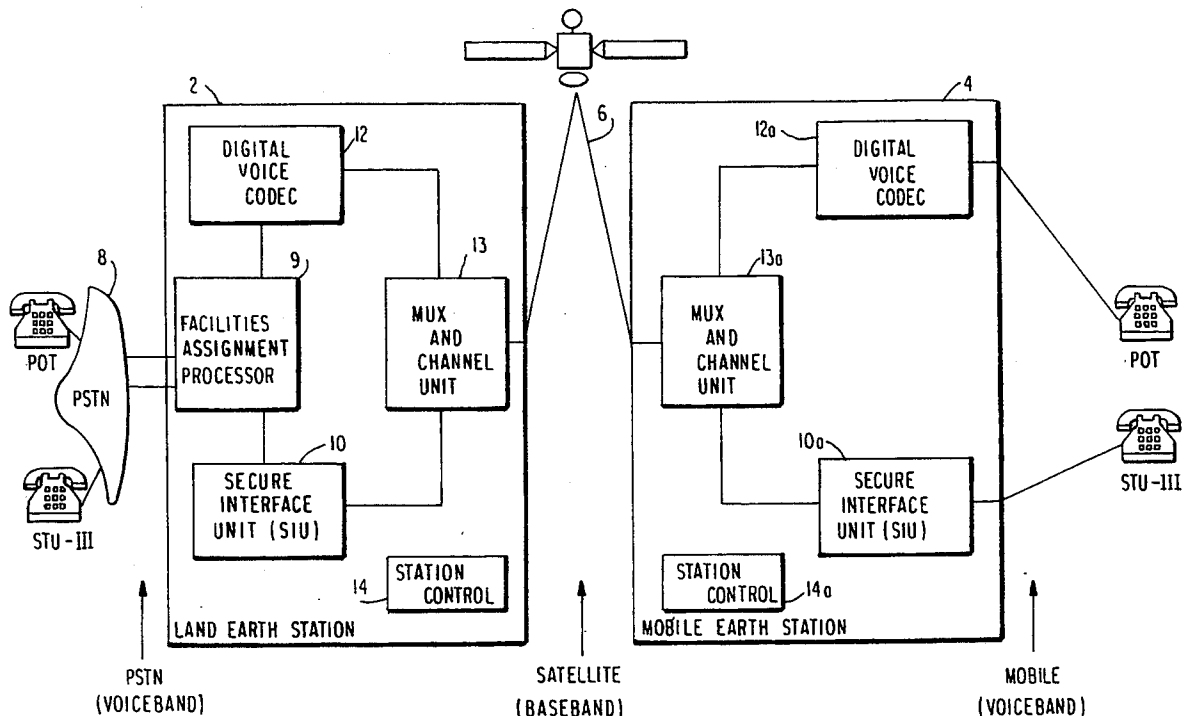 2
4
6
12
DIGITAL
VOICE
CODEC
12a
DIGITAL
VOICE
CODEC
8
9
13
13a
FACILITIES
ASSIGNMENT
PROCESSOR
MUX
AND
CHANNEL
UNIT
MUX
AND
CHANNEL
UNIT
POT
PSTN
POT
10
SECURE
INTERFACE
UNIT (SIU)
10a
SECURE
INTERFACE
UNIT (SIU)
STU-III
STU-III
14
STATION
CONTROL
STATION
CONTROL
14a
LAND EARTH STATION
MOBILE EARTH STATION
PSTN
(VOICEBAND)
SATELLITE
(BASEBAND)
MOBILE
(VOICEBAND)